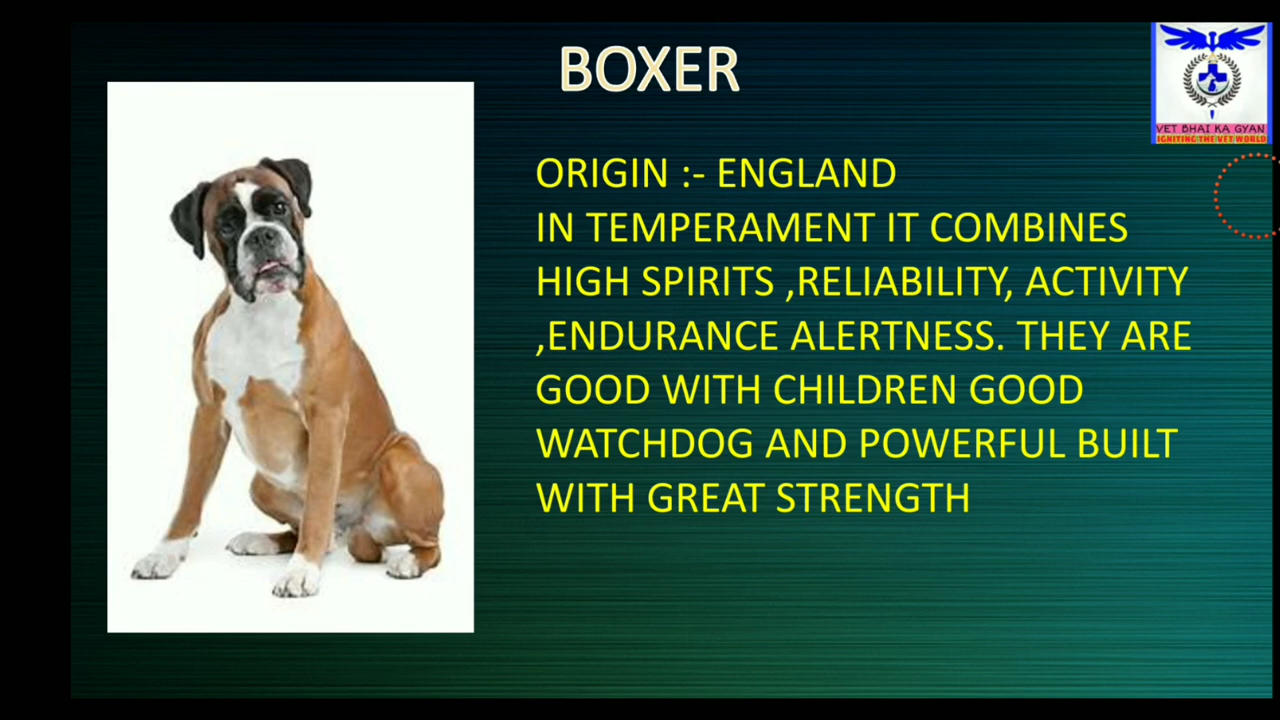 BOXER
VET BHAI KA GYAN
IGNITING THE VET WORLD
ORIGIN :- ENGLAND
IN TEMPERAMENT IT COMBINES
HIGH SPIRITS ,RELIABILITY, ACTIVITY
,ENDURANCE ALERTNESS. THEY ARE
GOOD WITH CHILDREN GOOD
WATCHDOG AND POWERFUL BUILT
WITH GREAT STRENGTH